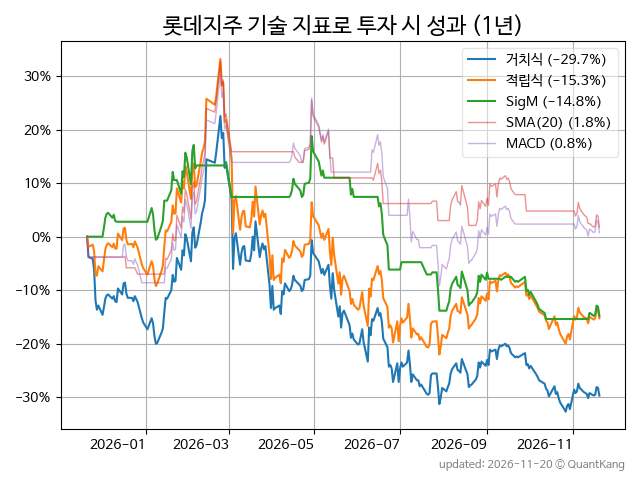 롯데지주 기술 지표로 투자 시 성과 (1년)
거치식 (−29.7%)
적립식 (−15.3%)
SigM (−14.8%)
SMA(20) (1.8%)
MACD (0.8%)
30%
20%
10%
0%
−10%
−20%
−30%
2026−01 2026−03 2026−05 2026−07 2026−09 2026−11
updated: 2026−11−20 © QuantKang